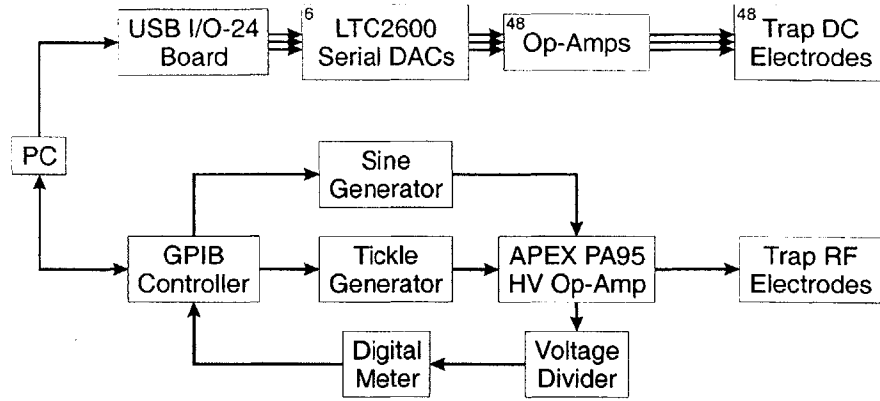 USB I/O-24
Board
6
LTC2600
Serial DACs
48
Op-Amps
48
Trap DC
Electrodes
PC
Sine
Generator
GPIB
Controller
Tickle
Generator
APEX PA95
HV Op-Amp
Trap RF
Electrodes
Digital
Meter
Voltage
Divider